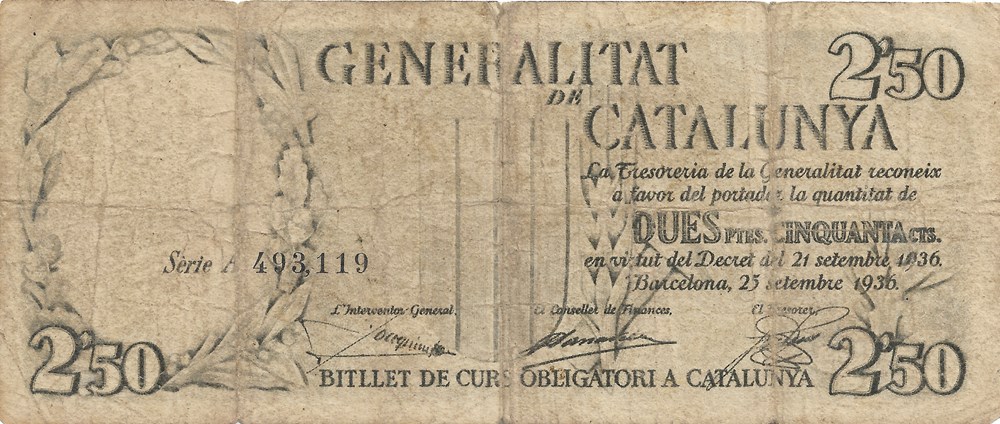 GENERALITAT
DE
CATALUNYA
2'50
La Tresoreria de la Generalitat reconeix
a favor del portador la quantitat de
DUES PTES. CINQUANTA CTS.
en virtut del Decret del 21 setembre 1936.
Barcelona, 25 setembre 1936.
Sèrie A 493,119
L'Interventor General, El Conseller de Finances, El Tresorer,
2'50 BITLLET DE CURS OBLIGATORI A CATALUNYA 2'50